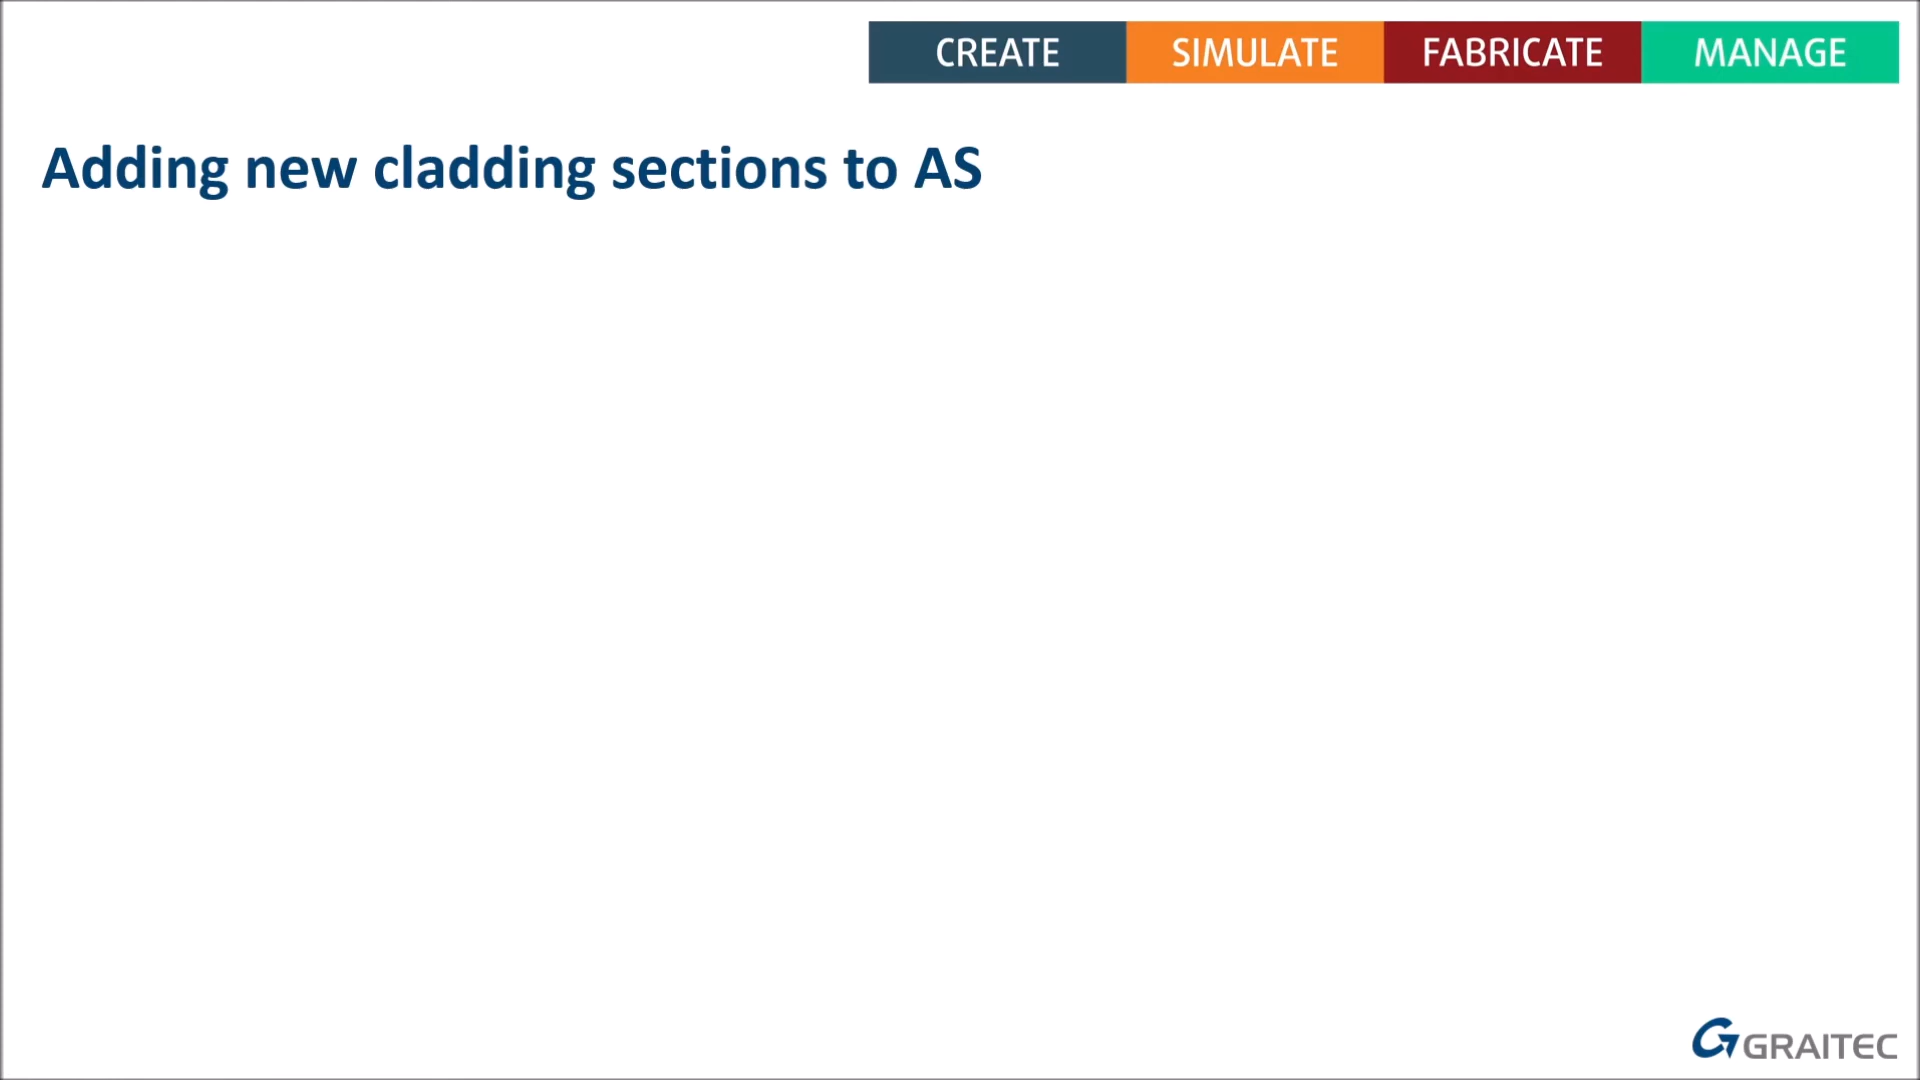 CREATE SIMULATE FABRICATE MANAGE
Adding new cladding sections to AS
GRAITEC